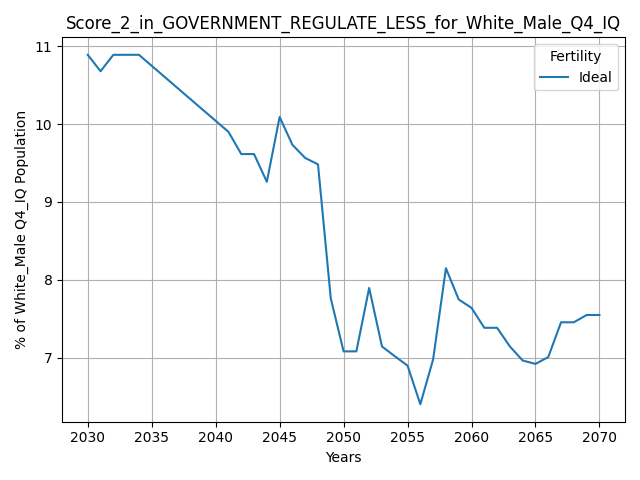 Score_2_in_GOVERNMENT_REGULATE_LESS_for_White_Male_Q4_IQ
Fertility
Ideal
11
10
9
8
7
% of White_Male Q4_IQ Population
2030 2035 2040 2045 2050 2055 2060 2065 2070
Years